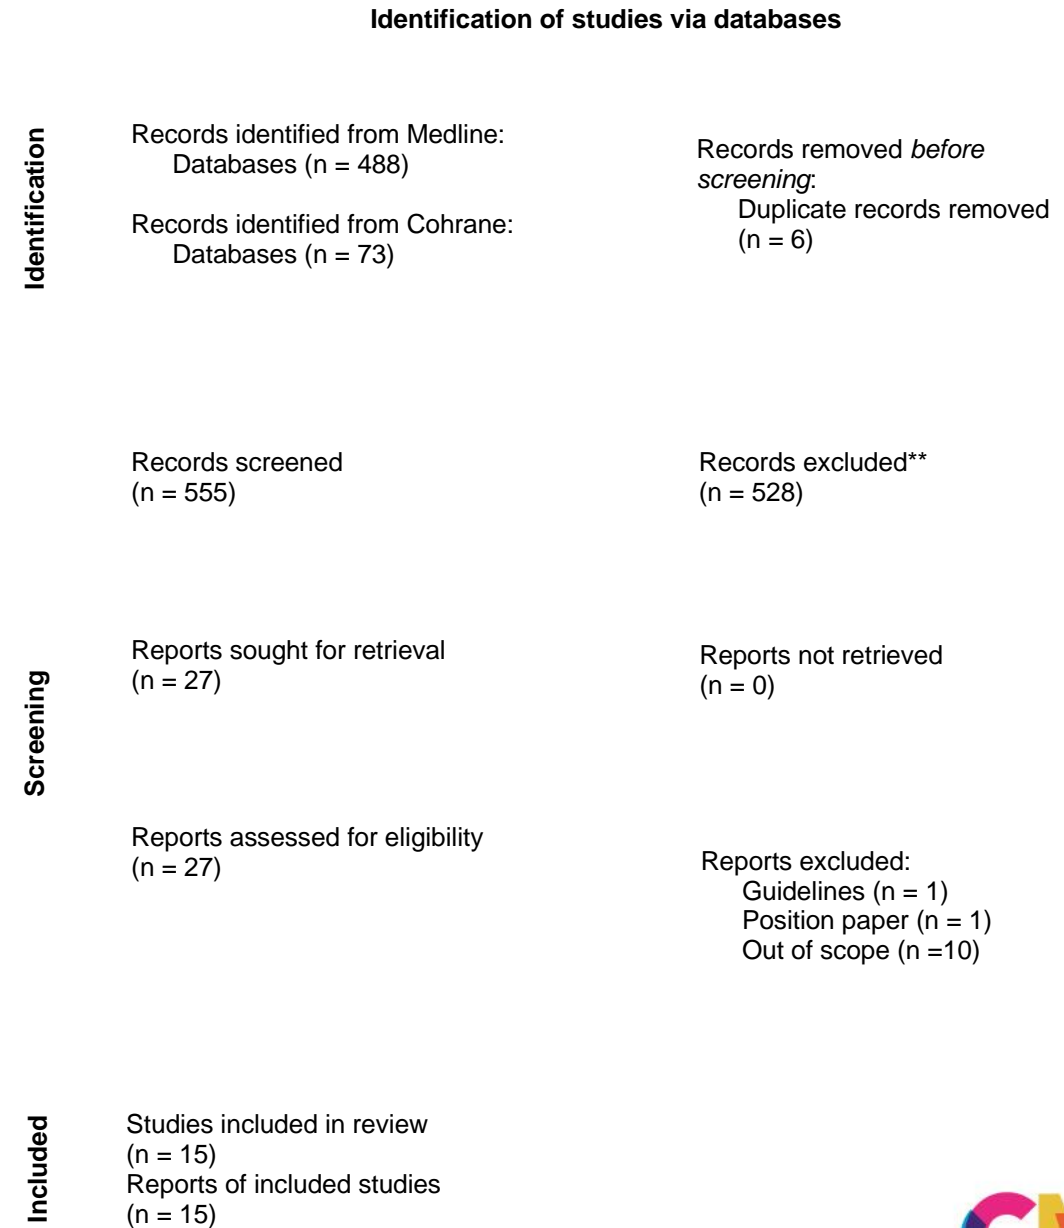 Identification of studies via databases
Identification
Records identified from Medline:
Databases (n = 488)
Records identified from Cohrane:
Databases (n = 73)
Records removed before
screening:
Duplicate records removed
(n = 6)
Screening
Records screened
(n = 555)
Records excluded**
(n = 528)
Reports sought for retrieval
(n = 27)
Reports not retrieved
(n = 0)
Reports assessed for eligibility
(n = 27)
Reports excluded:
Guidelines (n = 1)
Position paper (n = 1)
Out of scope (n =10)
Included
Studies included in review
(n = 15)
Reports of included studies
(n = 15)